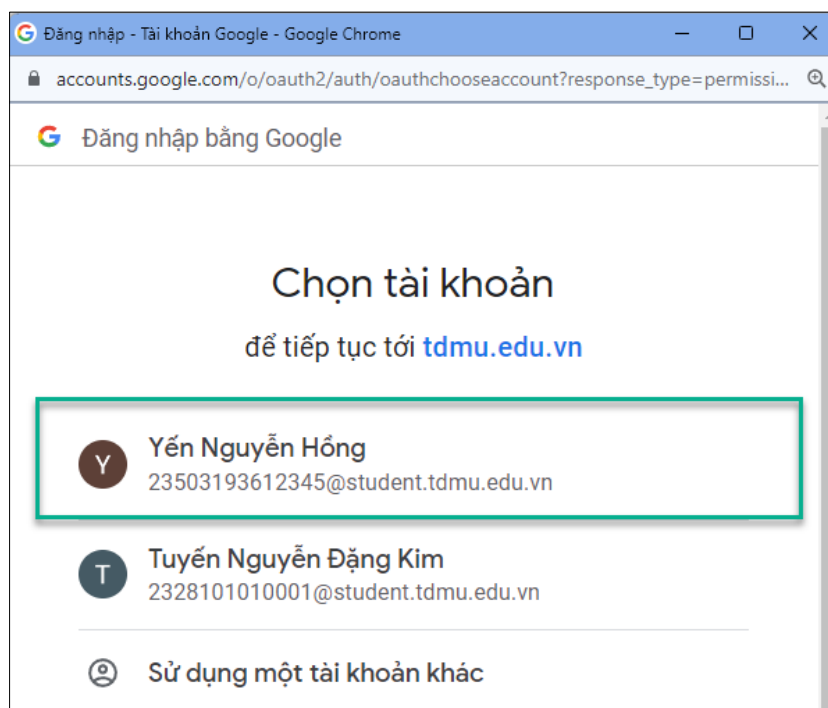 Đăng nhập - Tài khoản Google - Google Chrome
accounts.google.com/o/oauth2/auth/oauthchooseaccount?response_type=permissi...
Đăng nhập bằng Google
Chọn tài khoản
để tiếp tục tới tdmu.edu.vn
Y
Yến Nguyễn Hồng
23503193612345@student.tdmu.edu.vn
T
Tuyến Nguyễn Đặng Kim
2328101010001@student.tdmu.edu.vn
Sử dụng một tài khoản khác